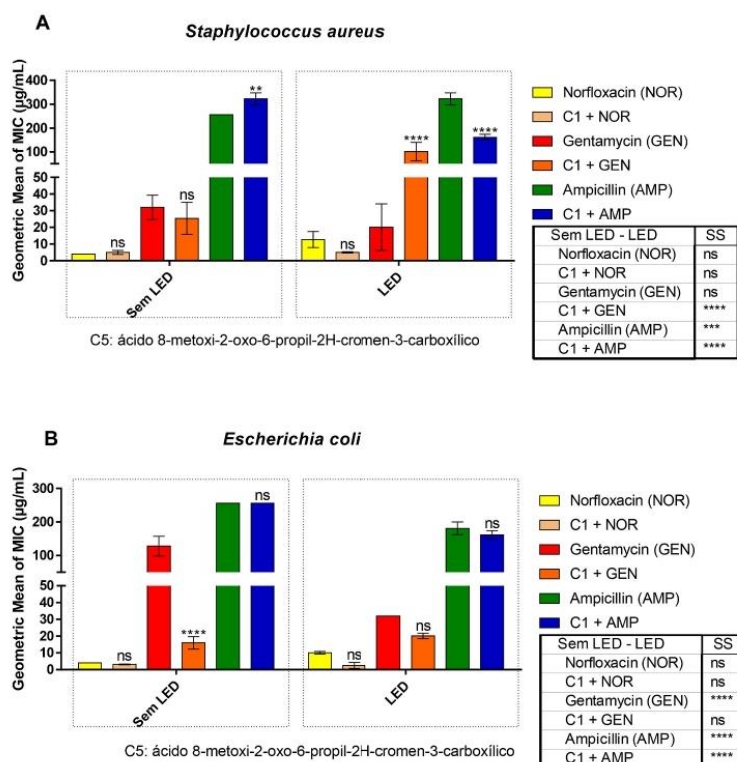 A
Staphylococcus aureus
Geometric Mean of MIC (µg/mL)
400
300
200
100
50
40
30
20
10
0
ns
ns
**
ns
****
****
Sem LED
LED
Norfloxacin (NOR)
C1 + NOR
Gentamycin (GEN)
C1 + GEN
Ampicillin (AMP)
C1 + AMP
Sem LED - LED SS
Norfloxacin (NOR) ns
C1 + NOR ns
Gentamycin (GEN) ns
C1 + GEN ****
Ampicillin (AMP) ***
C1 + AMP ****
C5: ácido 8-metoxi-2-oxo-6-propil-2H-cromen-3-carboxílico
B
Escherichia coli
Geometric Mean of MIC (µg/mL)
300
200
100
50
40
30
20
10
0
ns
****
ns
ns
ns
ns
Sem LED
LED
Norfloxacin (NOR)
C1 + NOR
Gentamycin (GEN)
C1 + GEN
Ampicillin (AMP)
C1 + AMP
Sem LED - LED SS
Norfloxacin (NOR) ns
C1 + NOR ns
Gentamycin (GEN) ****
C1 + GEN ns
Ampicillin (AMP) ****
C1 + AMP ****
C5: ácido 8-metoxi-2-oxo-6-propil-2H-cromen-3-carboxílico